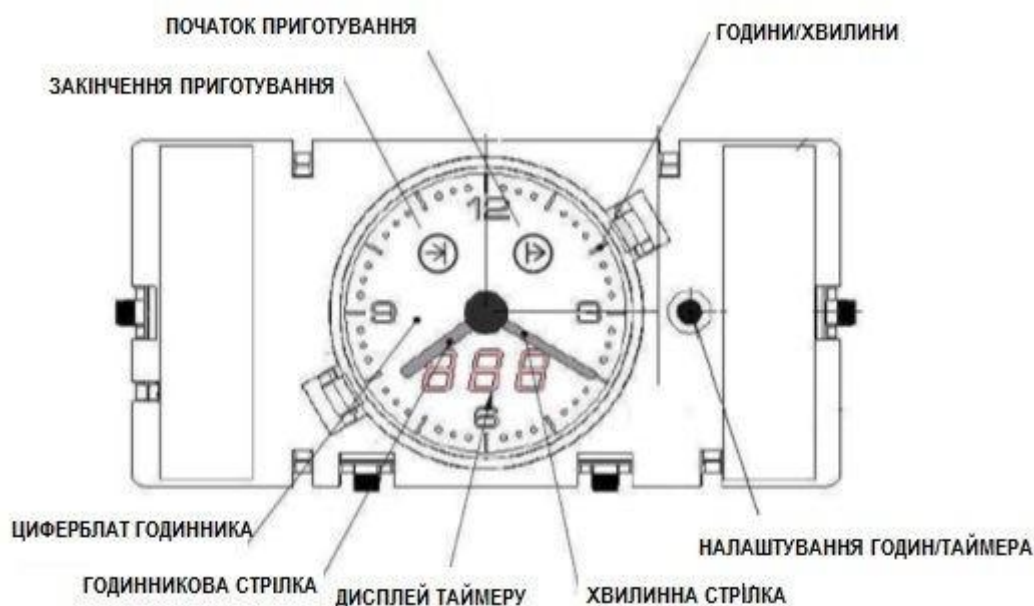 ПОЧАТОК ПРИГОТУВАННЯ
ГОДИНИ/ХВИЛИНИ
ЗАКІНЧЕННЯ ПРИГОТУВАННЯ
12
9 3
888
6
ЦИФЕРБЛАТ ГОДИННИКА
НАЛАШТУВАННЯ ГОДИН/ТАЙМЕРА
ГОДИННИКОВА СТРІЛКА
ДИСПЛЕЙ ТАЙМЕРУ
ХВИЛИННА СТРІЛКА